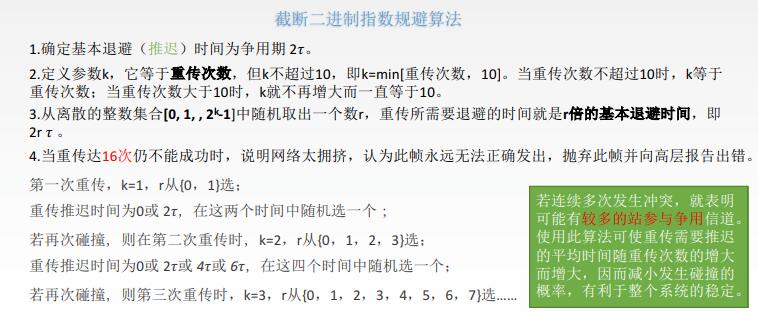 截断二进制指数规避算法
1.确定基本退避（推迟）时间为争用期 2τ。
2.定义参数k，它等于重传次数，但k不超过10，即k=min[重传次数，10]。当重传次数不超过10时，k等于
重传次数；当重传次数大于10时，k就不再增大而一直等于10。
3.从离散的整数集合[0, 1, , 2ᵏ-1]中随机取出一个数r，重传所需要退避的时间就是r倍的基本退避时间，即
2r τ 。
4.当重传达16次仍不能成功时，说明网络太拥挤，认为此帧永远无法正确发出，抛弃此帧并向高层报告出错。
第一次重传，k=1，r从{0，1}选；
重传推迟时间为0或 2τ，在这两个时间中随机选一个；
若再次碰撞，则在第二次重传时，k=2，r从{0，1，2，3}选；
重传推迟时间为0或 2τ或 4τ或 6τ，在这四个时间中随机选一个；
若再次碰撞，则第三次重传时，k=3，r从{0，1，2，3，4，5，6，7}选……
若连续多次发生冲突，就表明
可能有较多的站参与争用信道。
使用此算法可使重传需要推迟
的平均时间随重传次数的增大
而增大，因而减小发生碰撞的
概率，有利于整个系统的稳定。